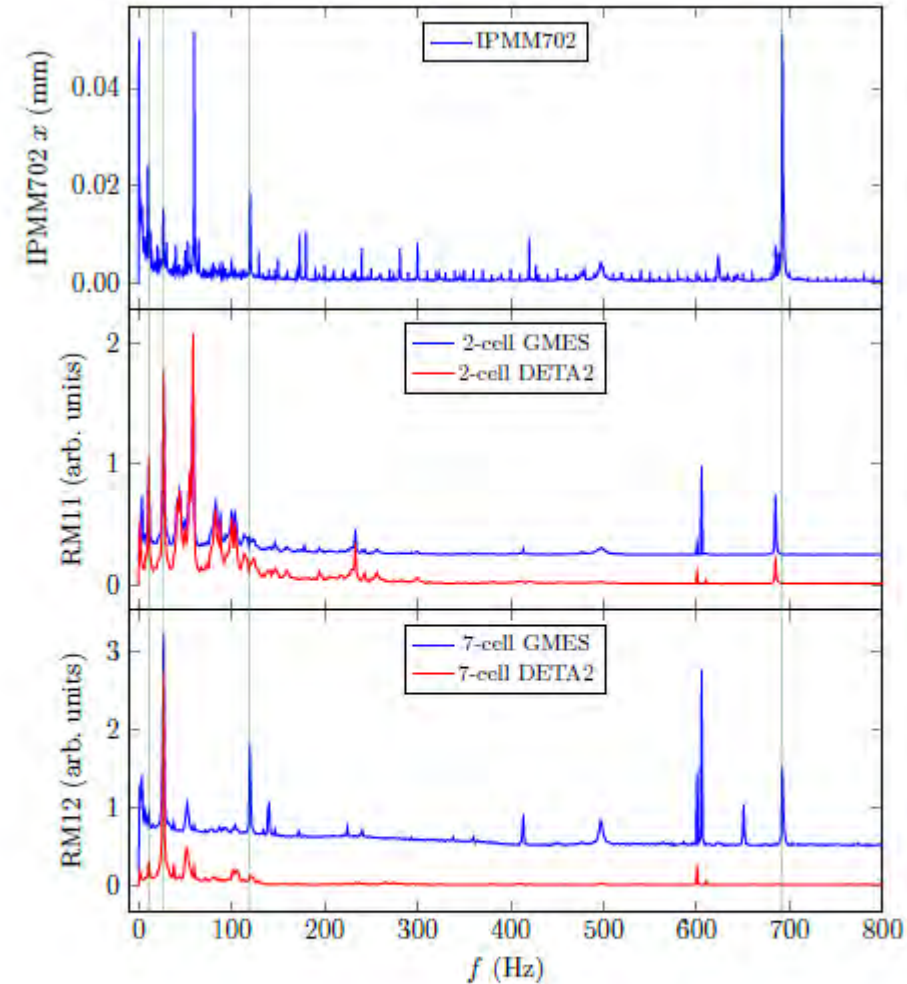 IPMM702
IPMM702 x (mm)
0.04
0.02
0.00
2-cell GMES
2-cell DETA2
RM11 (arb. units)
2
1
0
7-cell GMES
7-cell DETA2
RM12 (arb. units)
3
2
1
0
0 100 200 300 400 500 600 700 800
f (Hz)